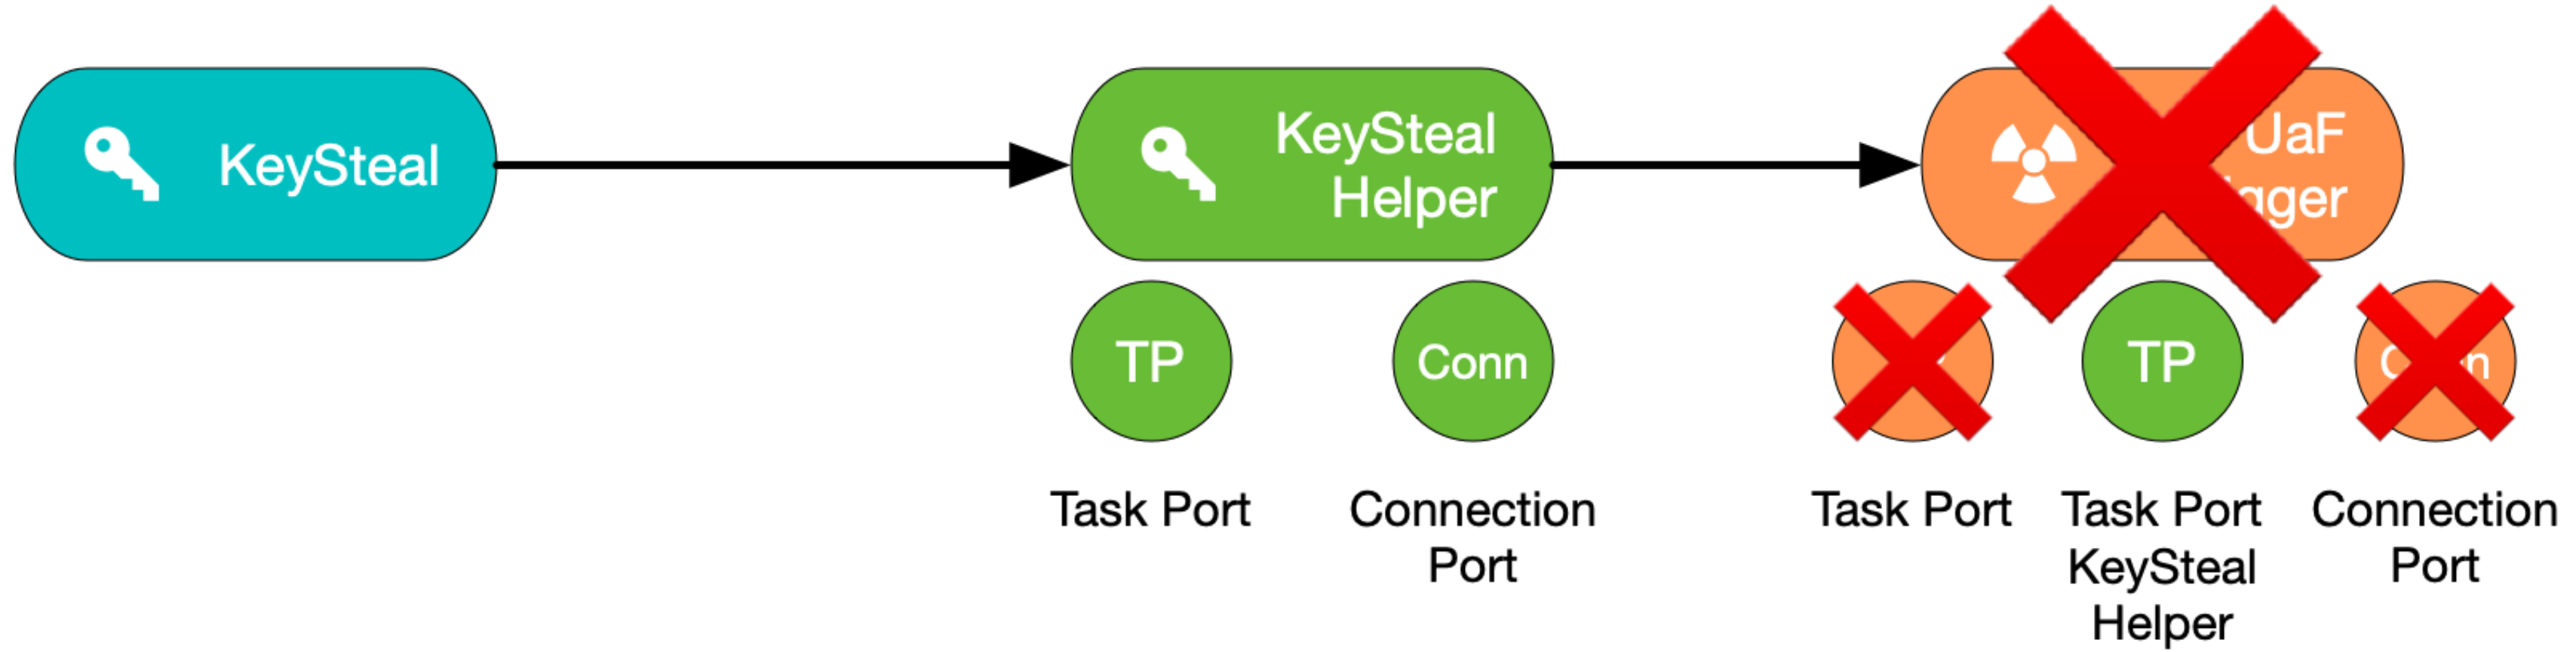 KeySteal
KeySteal
Helper
UaF
TP
Conn
TP
Task Port
Connection
Port
Task Port
Task Port
KeySteal
Helper
Connection
Port